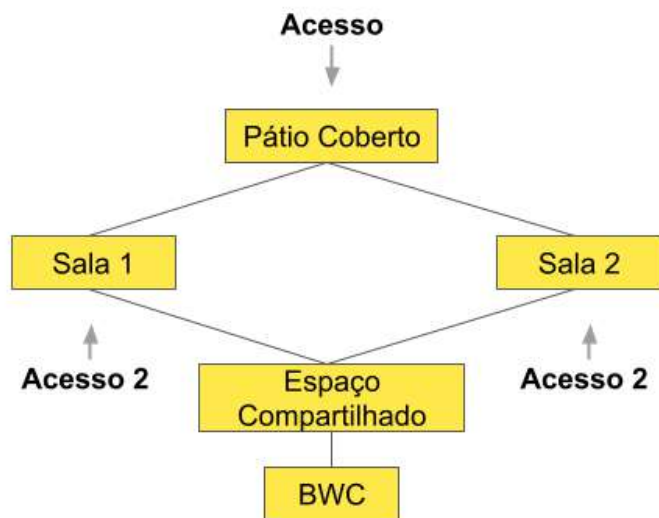 Acesso
Pátio Coberto
Sala 1
Sala 2
Acesso 2
Acesso 2
Espaço
Compartilhado
BWC